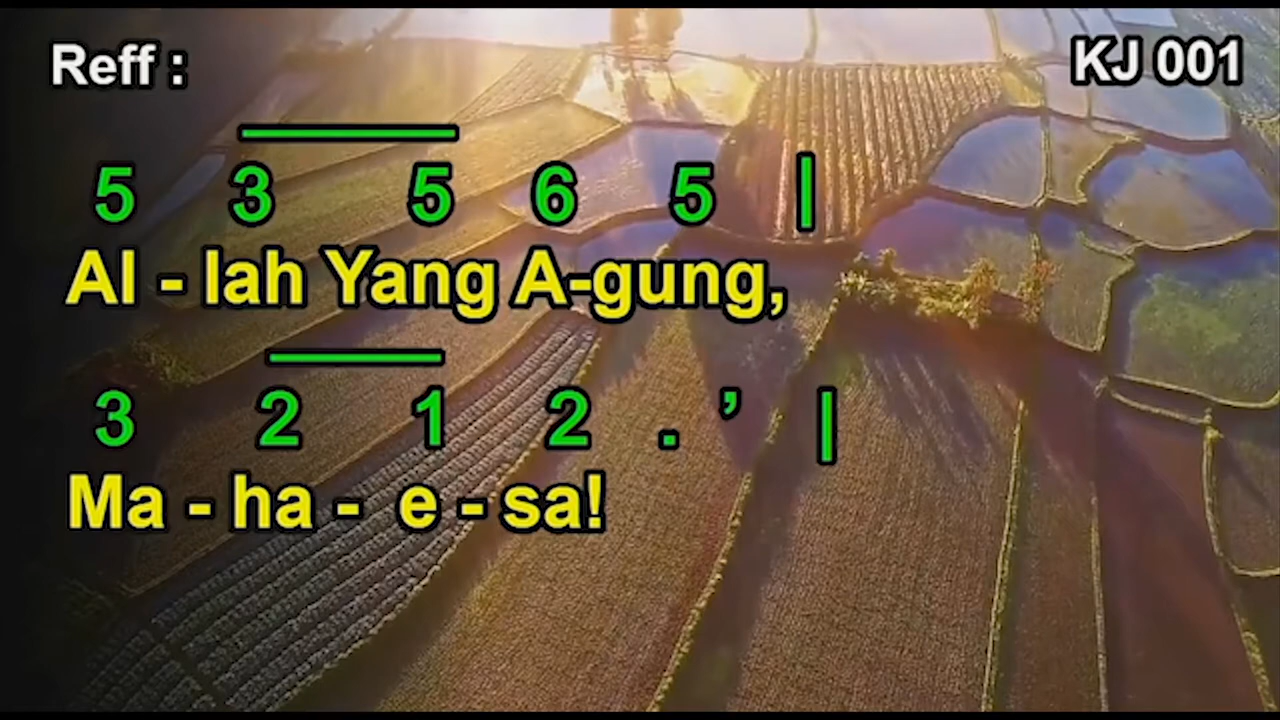 Reff :
KJ 001
5 3 5 6 5 |
Al - lah Yang A-gung,
3 2 1 2 . ’ |
Ma - ha - e - sa!